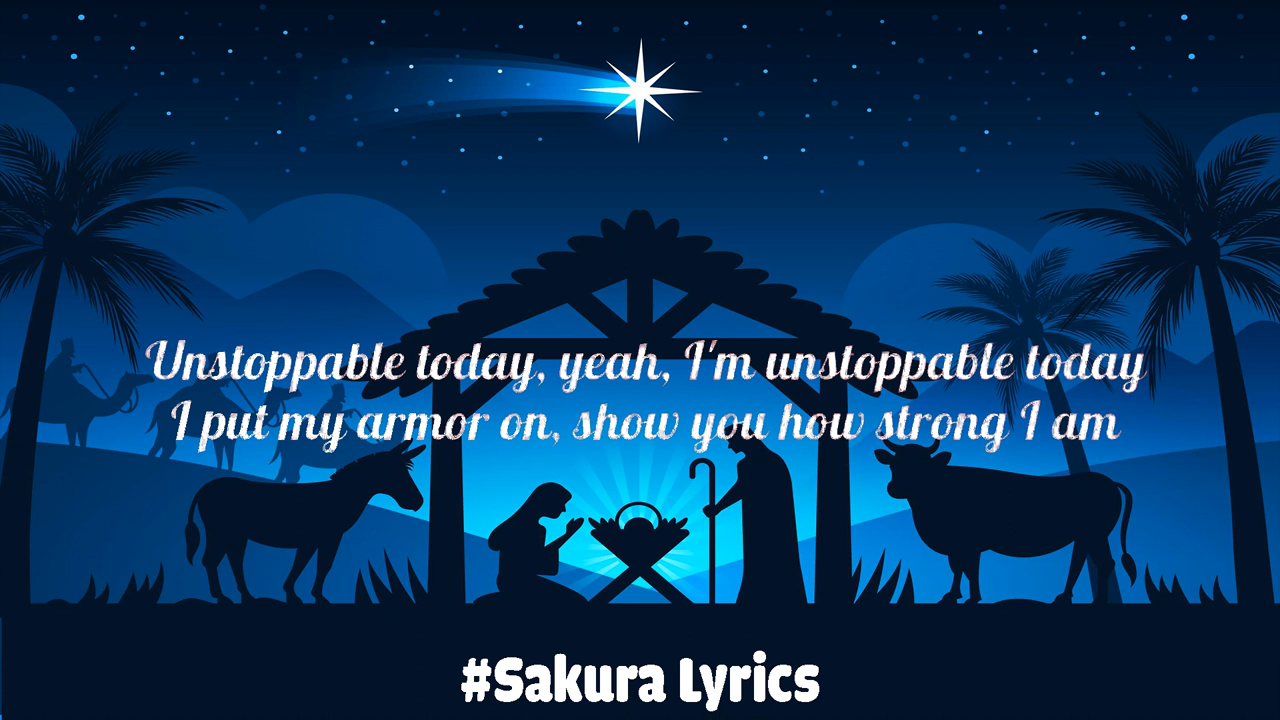 Unstoppable today, yeah, I'm unstoppable today
I put my armor on, show you how strong I am
#Sakura Lyrics